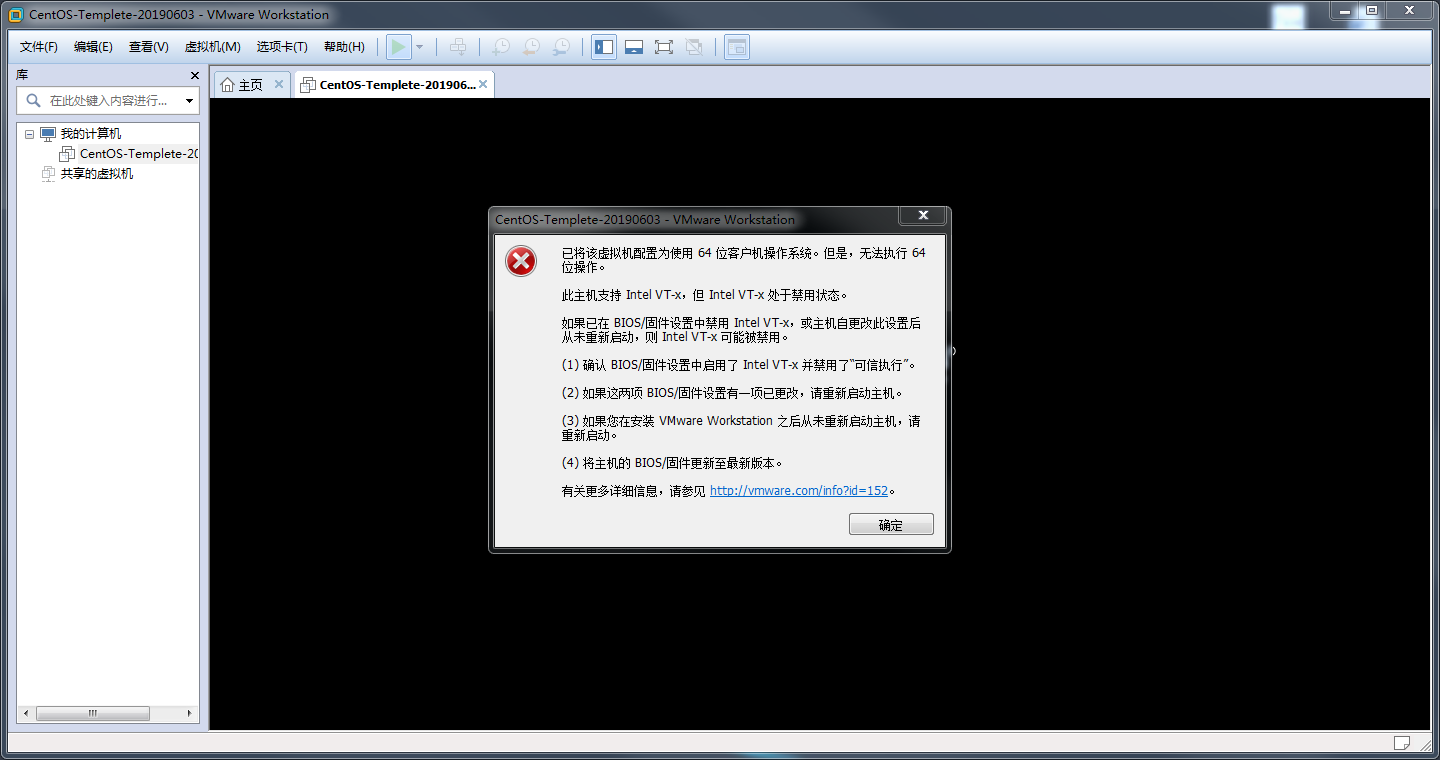 CentOS-Templete-20190603 - VMware Workstation
文件(F) 编辑(E) 查看(V) 虚拟机(M) 选项卡(T) 帮助(H)
库
在此处键入内容进行...
我的计算机
CentOS-Templete-20
共享的虚拟机
主页
CentOS-Templete-201906...
CentOS-Templete-20190603 - VMware Workstation
已将该虚拟机配置为使用 64 位客户机操作系统。但是，无法执行 64
位操作。
此主机支持 Intel VT-x，但 Intel VT-x 处于禁用状态。
如果已在 BIOS/固件设置中禁用 Intel VT-x，或主机自更改此设置后
从未重新启动，则 Intel VT-x 可能被禁用。
(1) 确认 BIOS/固件设置中启用了 Intel VT-x 并禁用了“可信执行”。
(2) 如果这两项 BIOS/固件设置有一项已更改，请重新启动主机。
(3) 如果您在安装 VMware Workstation 之后从未重新启动主机，请
重新启动。
(4) 将主机的 BIOS/固件更新至最新版本。
有关更多详细信息，请参见 http://vmware.com/info?id=152。
确定